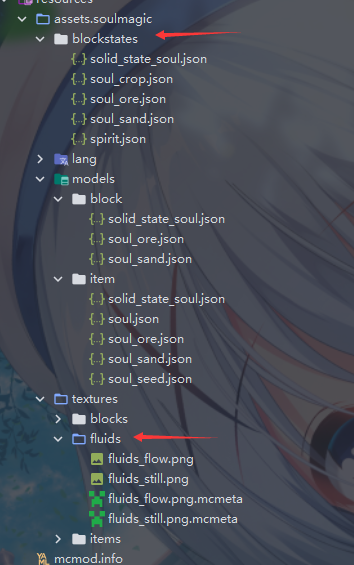 resources
assets.soulmagic
blockstates
solid_state_soul.json
soul_crop.json
soul_ore.json
soul_sand.json
spirit.json
lang
models
block
solid_state_soul.json
soul_ore.json
soul_sand.json
item
solid_state_soul.json
soul.json
soul_ore.json
soul_sand.json
soul_seed.json
textures
blocks
fluids
fluids_flow.png
fluids_still.png
fluids_flow.png.mcmeta
fluids_still.png.mcmeta
items
mcmod.info